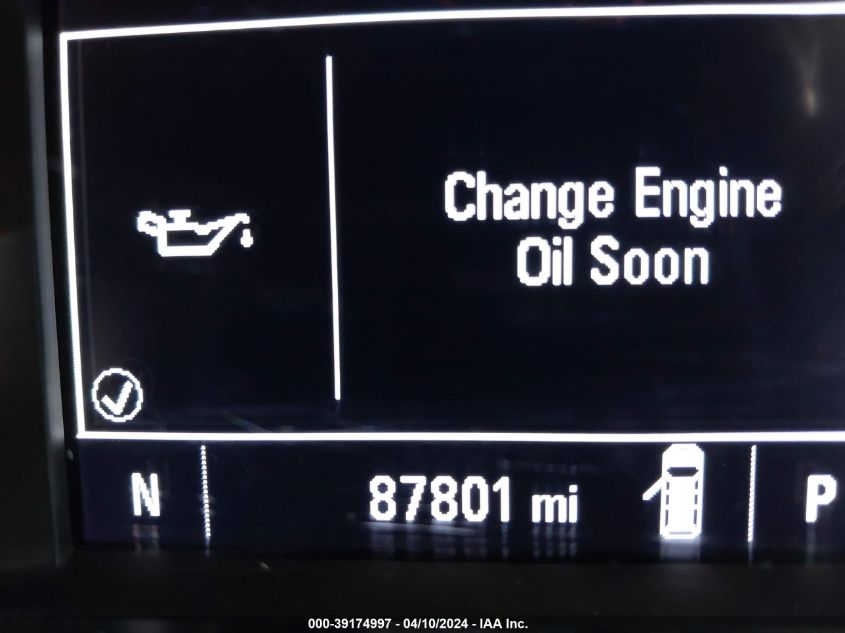 Change Engine
Oil Soon
N 87801 mi P
000-39174997 - 04/10/2024 - IAA Inc.